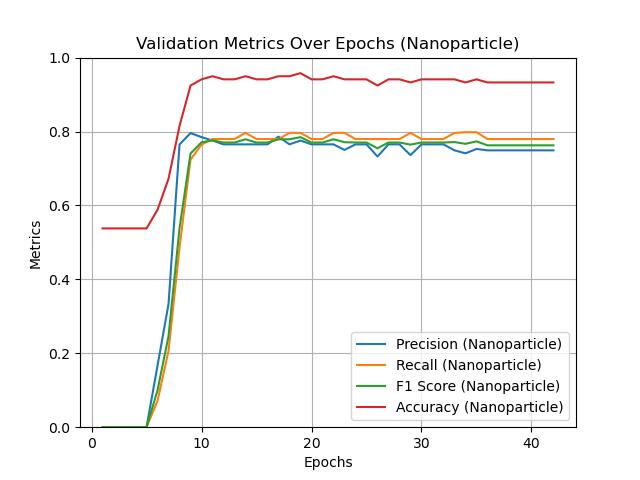 Validation Metrics Over Epochs (Nanoparticle)
1.0
0.8
0.6
0.4
0.2
0.0
Metrics
Precision (Nanoparticle)
Recall (Nanoparticle)
F1 Score (Nanoparticle)
Accuracy (Nanoparticle)
0 10 20 30 40
Epochs